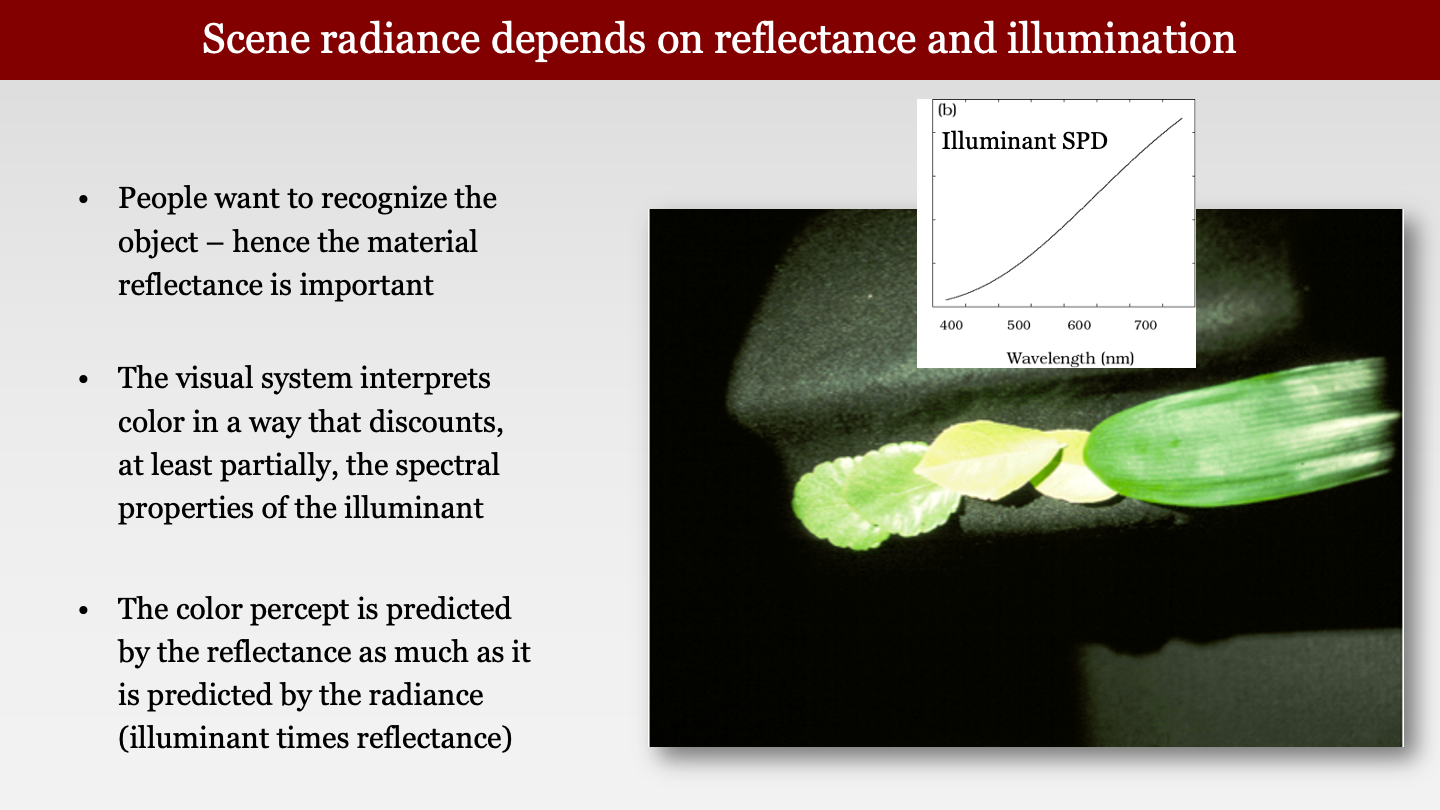 Scene radiance depends on reflectance and illumination
• People want to recognize the
object – hence the material
reflectance is important
• The visual system interprets
color in a way that discounts,
at least partially, the spectral
properties of the illuminant
• The color percept is predicted
by the reflectance as much as it
is predicted by the radiance
(illuminant times reflectance)
(b)
Illuminant SPD
400 500 600 700
Wavelength (nm)